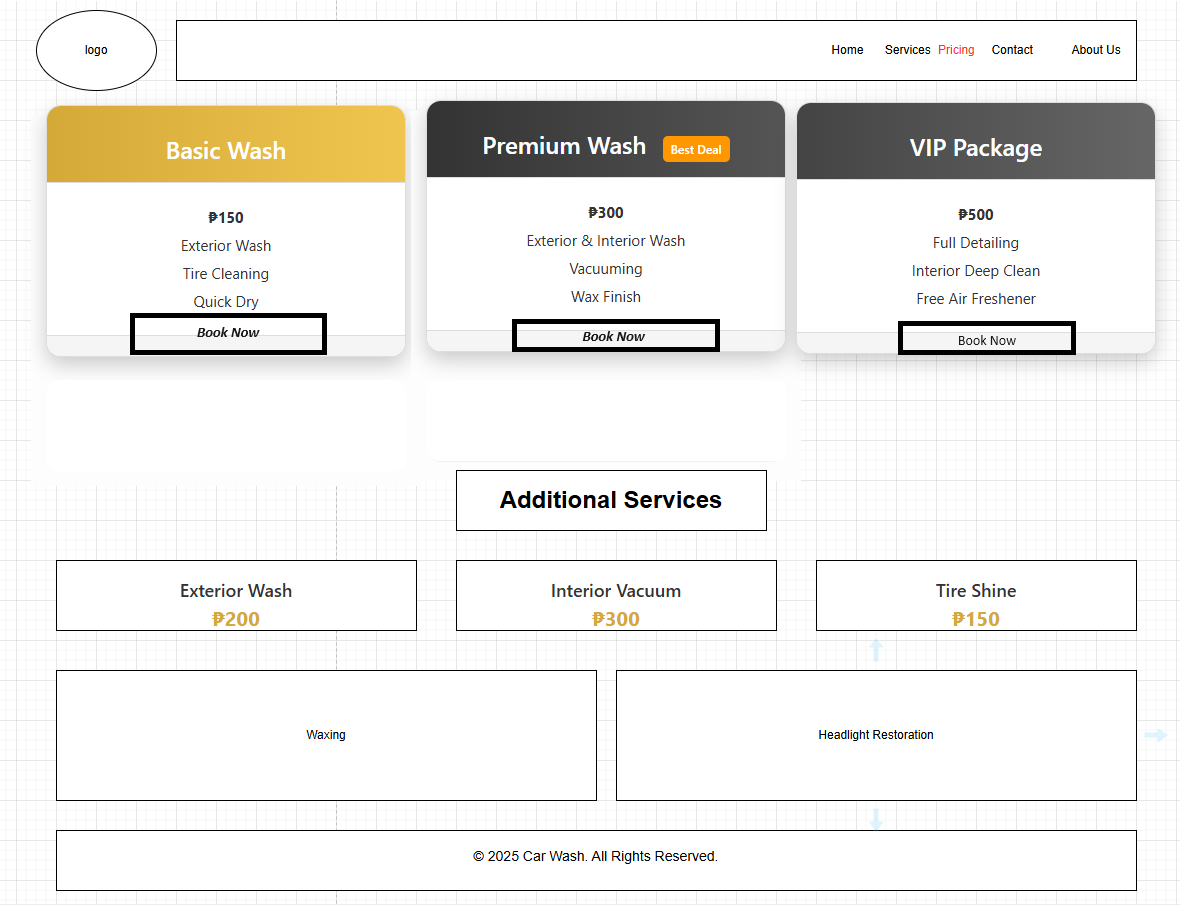 logo
Home Services Pricing Contact About Us
Basic Wash
₱150
Exterior Wash
Tire Cleaning
Quick Dry
Book Now
Premium Wash Best Deal
₱300
Exterior & Interior Wash
Vacuuming
Wax Finish
Book Now
VIP Package
₱500
Full Detailing
Interior Deep Clean
Free Air Freshener
Book Now
Additional Services
Exterior Wash
₱200
Interior Vacuum
₱300
Tire Shine
₱150
Waxing
Headlight Restoration
© 2025 Car Wash. All Rights Reserved.